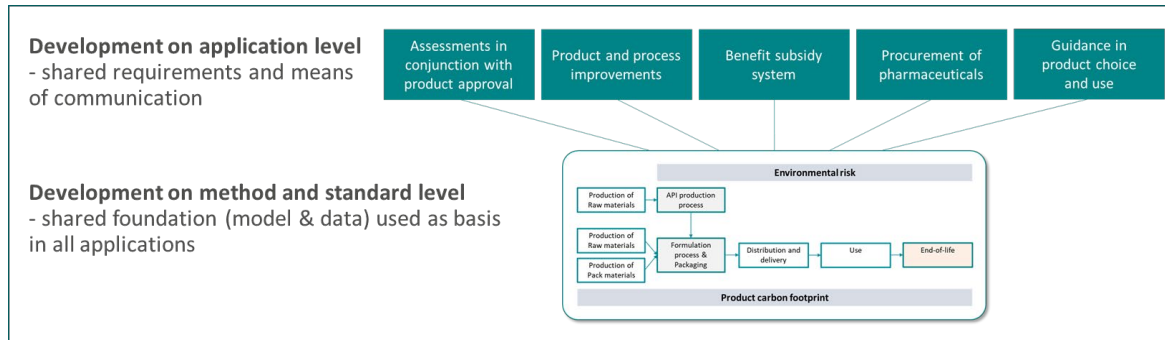 Development on application level
- shared requirements and means
of communication
Assessments in
conjunction with
product approval
Product and process
improvements
Benefit subsidy
system
Procurement of
pharmaceuticals
Guidance in
product choice
and use
Development on method and standard level
- shared foundation (model & data) used as basis
in all applications
Environmental risk
Production of
Raw materials
API production
process
Production of
Raw materials
Production of
Pack materials
Formulation
process &
Packaging
Distribution and
delivery
Use
End-of-life
Product carbon footprint